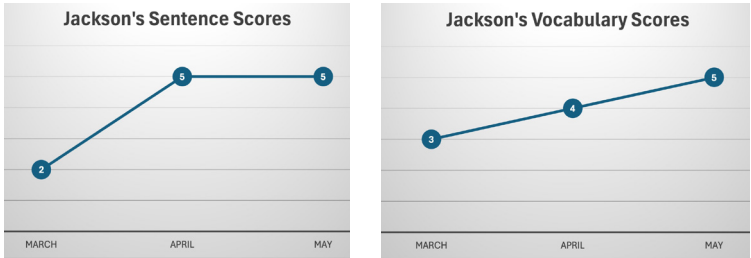 Jackson's Sentence Scores
5
5
2
MARCH APRIL MAY
Jackson's Vocabulary Scores
5
4
3
MARCH APRIL MAY